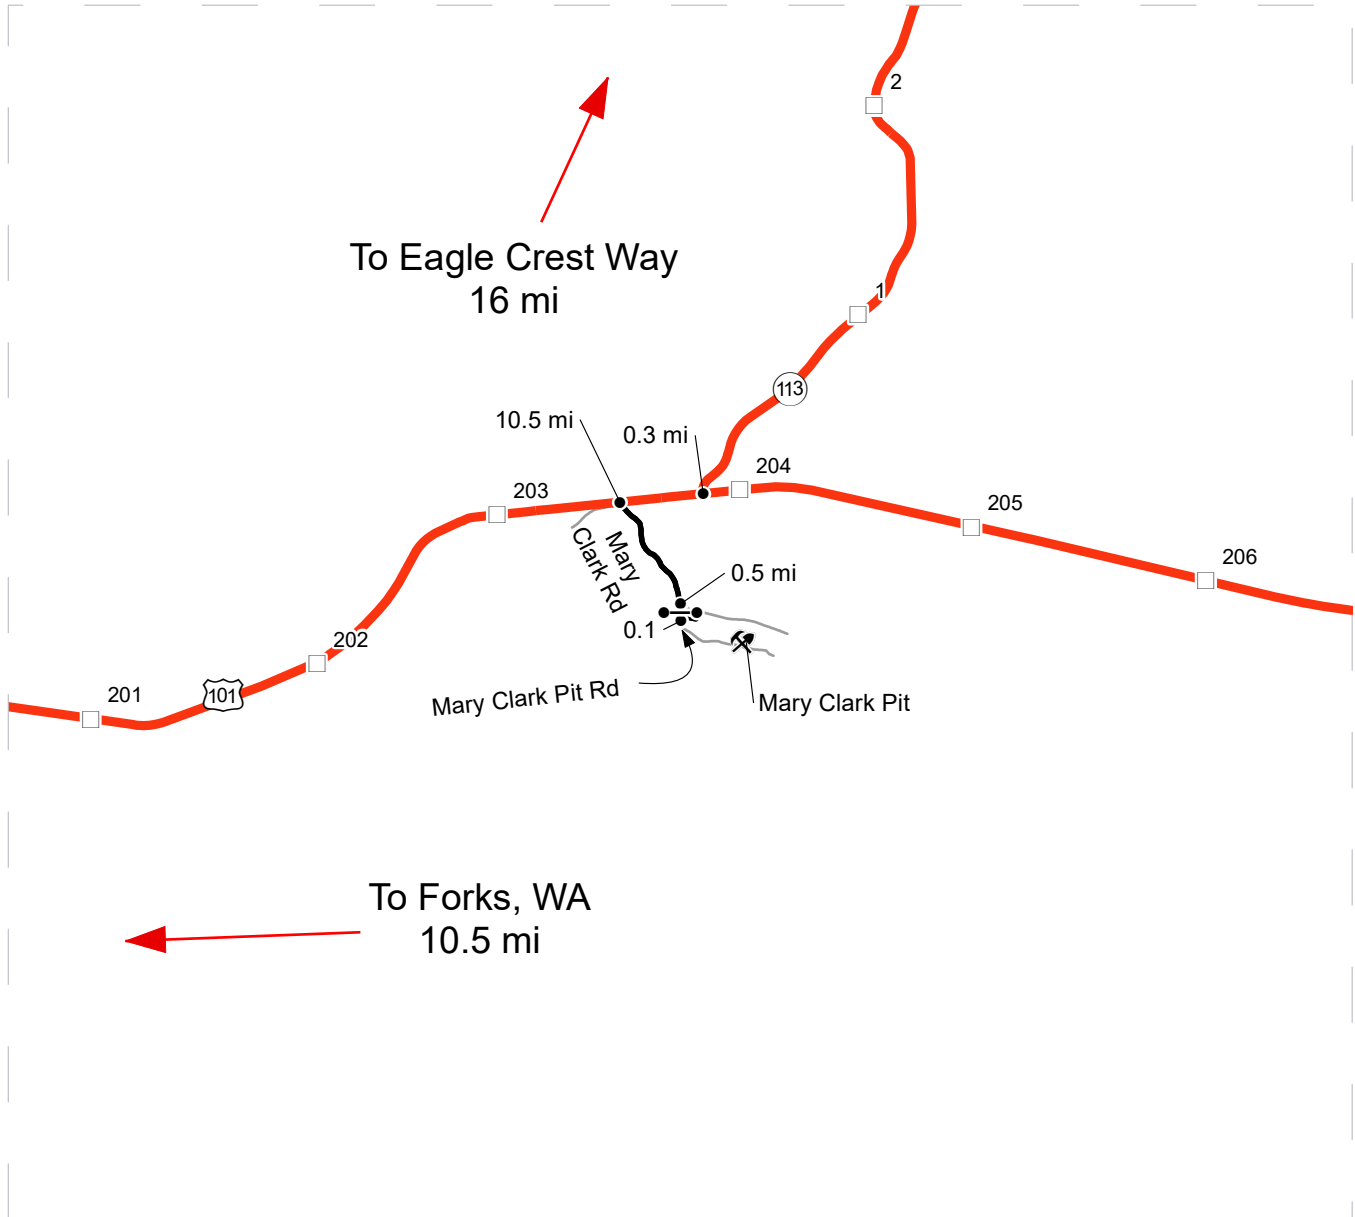 2
To Eagle Crest Way
16 mi
1
113
10.5 mi
0.3 mi
204
203
205
Mary
Clark Rd
206
0.5 mi
0.1
202
Mary Clark Pit Rd
Mary Clark Pit
201
101
To Forks, WA
10.5 mi